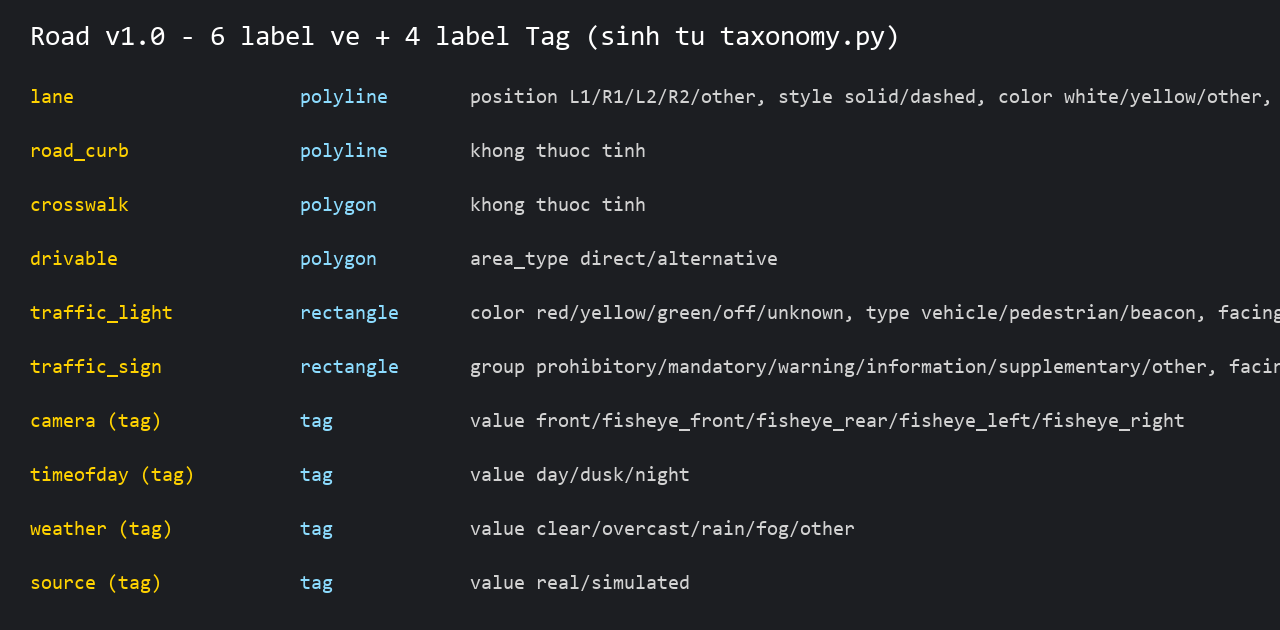 Road v1.0 - 6 label ve + 4 label Tag (sinh tu taxonomy.py)
lane polyline position L1/R1/L2/R2/other, style solid/dashed, color white/yellow/other,
road_curb polyline khong thuoc tinh
crosswalk polygon khong thuoc tinh
drivable polygon area_type direct/alternative
traffic_light rectangle color red/yellow/green/off/unknown, type vehicle/pedestrian/beacon, facing
traffic_sign rectangle group prohibitory/mandatory/warning/information/supplementary/other,
camera (tag) tag value front/fisheye_front/fisheye_rear/fisheye_left/fisheye_right
timeofday (tag) tag value day/dusk/night
weather (tag) tag value clear/overcast/rain/fog/other
source (tag) tag value real/simulated